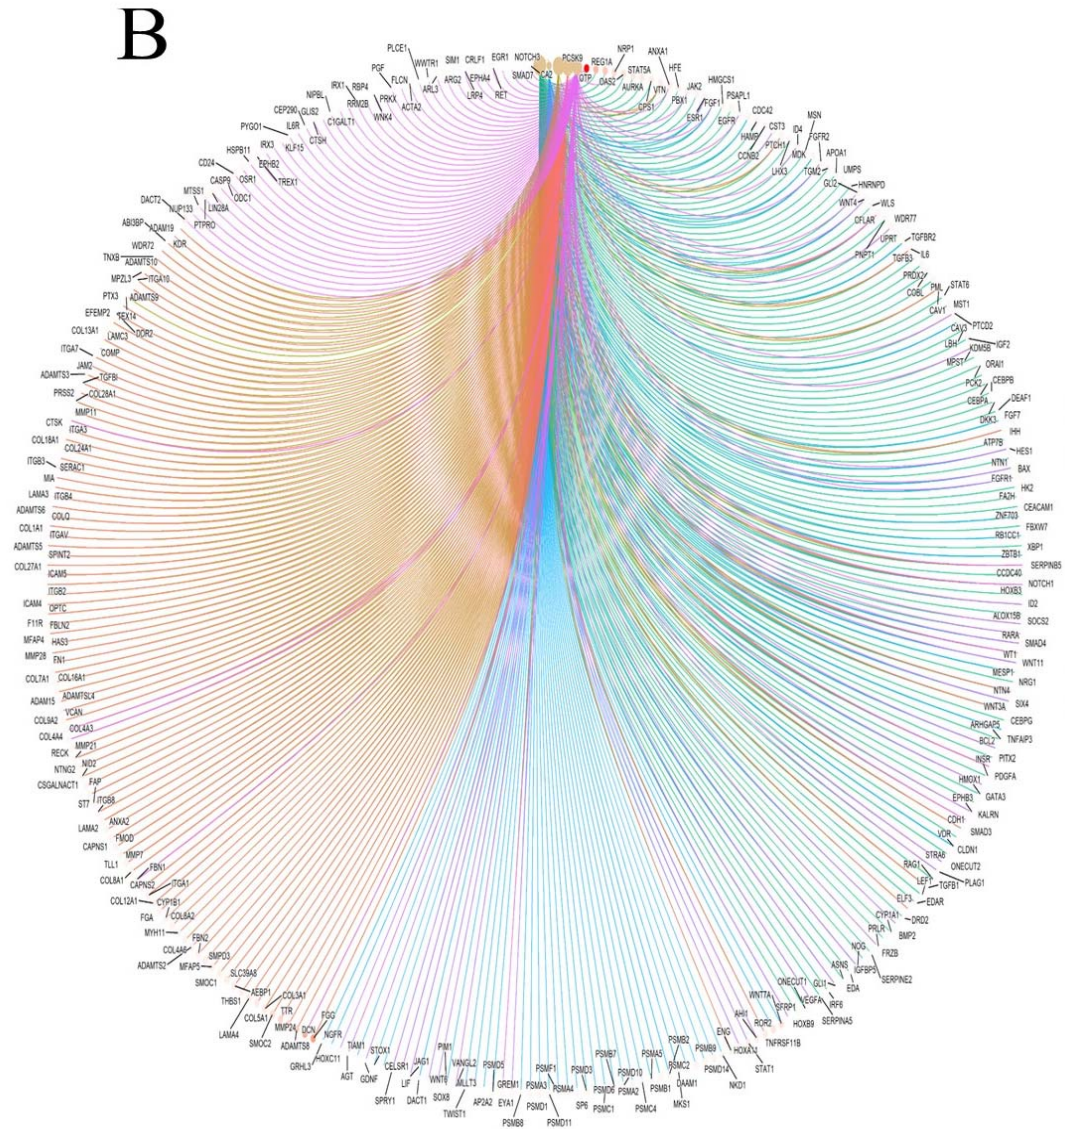 B
NOTCH3
PCSK9
REG1A
NRP1
ANXA1
EGR1
CRLF1
SIM1
WWTR1
PLCE1
SMAD7
CA2
OTP
OAS2
STAT5A
HFE
RET
EPHA4
LRP4
ARG2
ARL3
FLCN
PGF
AURKA
VTN
CPS1
JAK2
PBX1
HMGCS1
ACTA2
PRKX
RBP4
IRX1
FGF1
ESR1
PSAPL1
WNK4
RRM2B
NIPBL
EGFR
CDC42
C1GALT1
GLIS2
CEP290
HAMP
CST3
MSN
CTSH
IL6R
PYGO1
CCNB2
PTCH1
ID4
FGFR2
KLF15
IRX3
MDK
APOA1
EPHB2
HSPB11
LHX3
TGM2
UMPS
TREX1
OSR1
CD24
GLI2
HNRNPD
CASP9
ODC1
MTSS1
WNT4
WLS
LIN28A
NUP133
DACT2
CFLAR
WDR77
PTPRO
ADAM19
ABI3BP
UPRT
TGFBR2
KDR
WDR72
PNPT1
IL6
TNXB
ADAMTS10
TGFB3
MPZL3
ITGA10
PRDX2
STAT6
PTX3
ADAMTS9
COBL
PML
EFEMP2
TEX14
CAV1
MST1
COL13A1
LAMC3
DDR2
CAV3
PTCD2
ITGA7
COMP
LBH
IGF2
JAM2
KDM5B
ADAMTS3
TGFBI
MPST
ORAI1
PRSS2
COL28A1
PCK2
CEBPB
MMP11
CEBPA
DEAF1
CTSK
ITGA3
DKK3
FGF7
COL18A1
COL24A1
IHH
ATP7B
HES1
ITGB3
SERAC1
NTN1
BAX
MIA
FGFR1
HK2
LAMA3
ITGB4
FA2H
CEACAM1
ADAMTS6
COLQ
ZNF703
FBXW7
COL1A1
ITGAV
RB1CC1
XBP1
ADAMTS5
SPINT2
ZBTB1
SERPINB5
COL27A1
ICAM5
CCDC40
NOTCH1
ITGB2
HOXB3
ID2
ICAM4
OPTC
ALOX15B
SOCS2
F11R
FBLN2
RARA
SMAD4
MFAP4
HAS3
WT1
WNT11
MMP28
FN1
MESP1
NRG1
COL7A1
COL16A1
NTN4
SIX4
ADAM15
ADAMTSL4
WNT3A
CEBPG
COL9A2
VCAN
ARHGAP5
TNFAIP3
COL4A4
COL4A3
BCL2
PITX2
RECK
MMP21
INSR
PDGFA
NTNG2
NID2
HMOX1
GATA3
CSGALNACT1
FAP
EPHB3
KALRN
ST7
ITGB8
CDH1
SMAD3
LAMA2
ANXA2
VDR
CLDN1
CAPNS1
FMOD
STRA6
ONECUT2
TLL1
MMP7
RAG1
PLAG1
COL8A1
FBN1
LEF1
TGFB1
CAPNS2
ITGA1
ELF3
EDAR
COL12A1
CYP1B1
CYP1A1
DRD2
FGA
COL8A2
PRLR
BMP2
MYH11
FBN2
NOG
FRZB
COL4A6
SMPD3
ASNS
IGFBP5
SERPINE2
ADAMTS2
MFAP5
GLI1
EDA
SMOC1
SLC39A8
ONECUT1
IRF6
THBS1
AEBP1
COL3A1
WNT7A
VEGFA
SERPINA5
LAMA4
COL5A1
TTR
SFRP1
HOXB9
SMOC2
MMP24
DCN
FGG
AHI1
ROR2
TNFRSF11B
ADAMTS8
NGFR
ENG
HOXA11
STAT1
GRHL3
HOXC11
TIAM1
STOX1
PIM1
PSMB2
PSMB9
PSMD14
NKD1
AGT
GDNF
CELSR1
JAG1
VANGL2
PSMD5
PSMF1
PSMD3
PSMB7
PSMA5
PSMC2
SPRY1
LIF
WNT6
MLLT3
GREM1
PSMA3
PSMA4
PSMD6
PSMD10
PSMB1
DAAM1
DACT1
SOX8
AP2A2
EYA1
PSMD1
SP6
PSMC1
PSMA2
PSMC4
MKS1
TWIST1
PSMB8
PSMD11